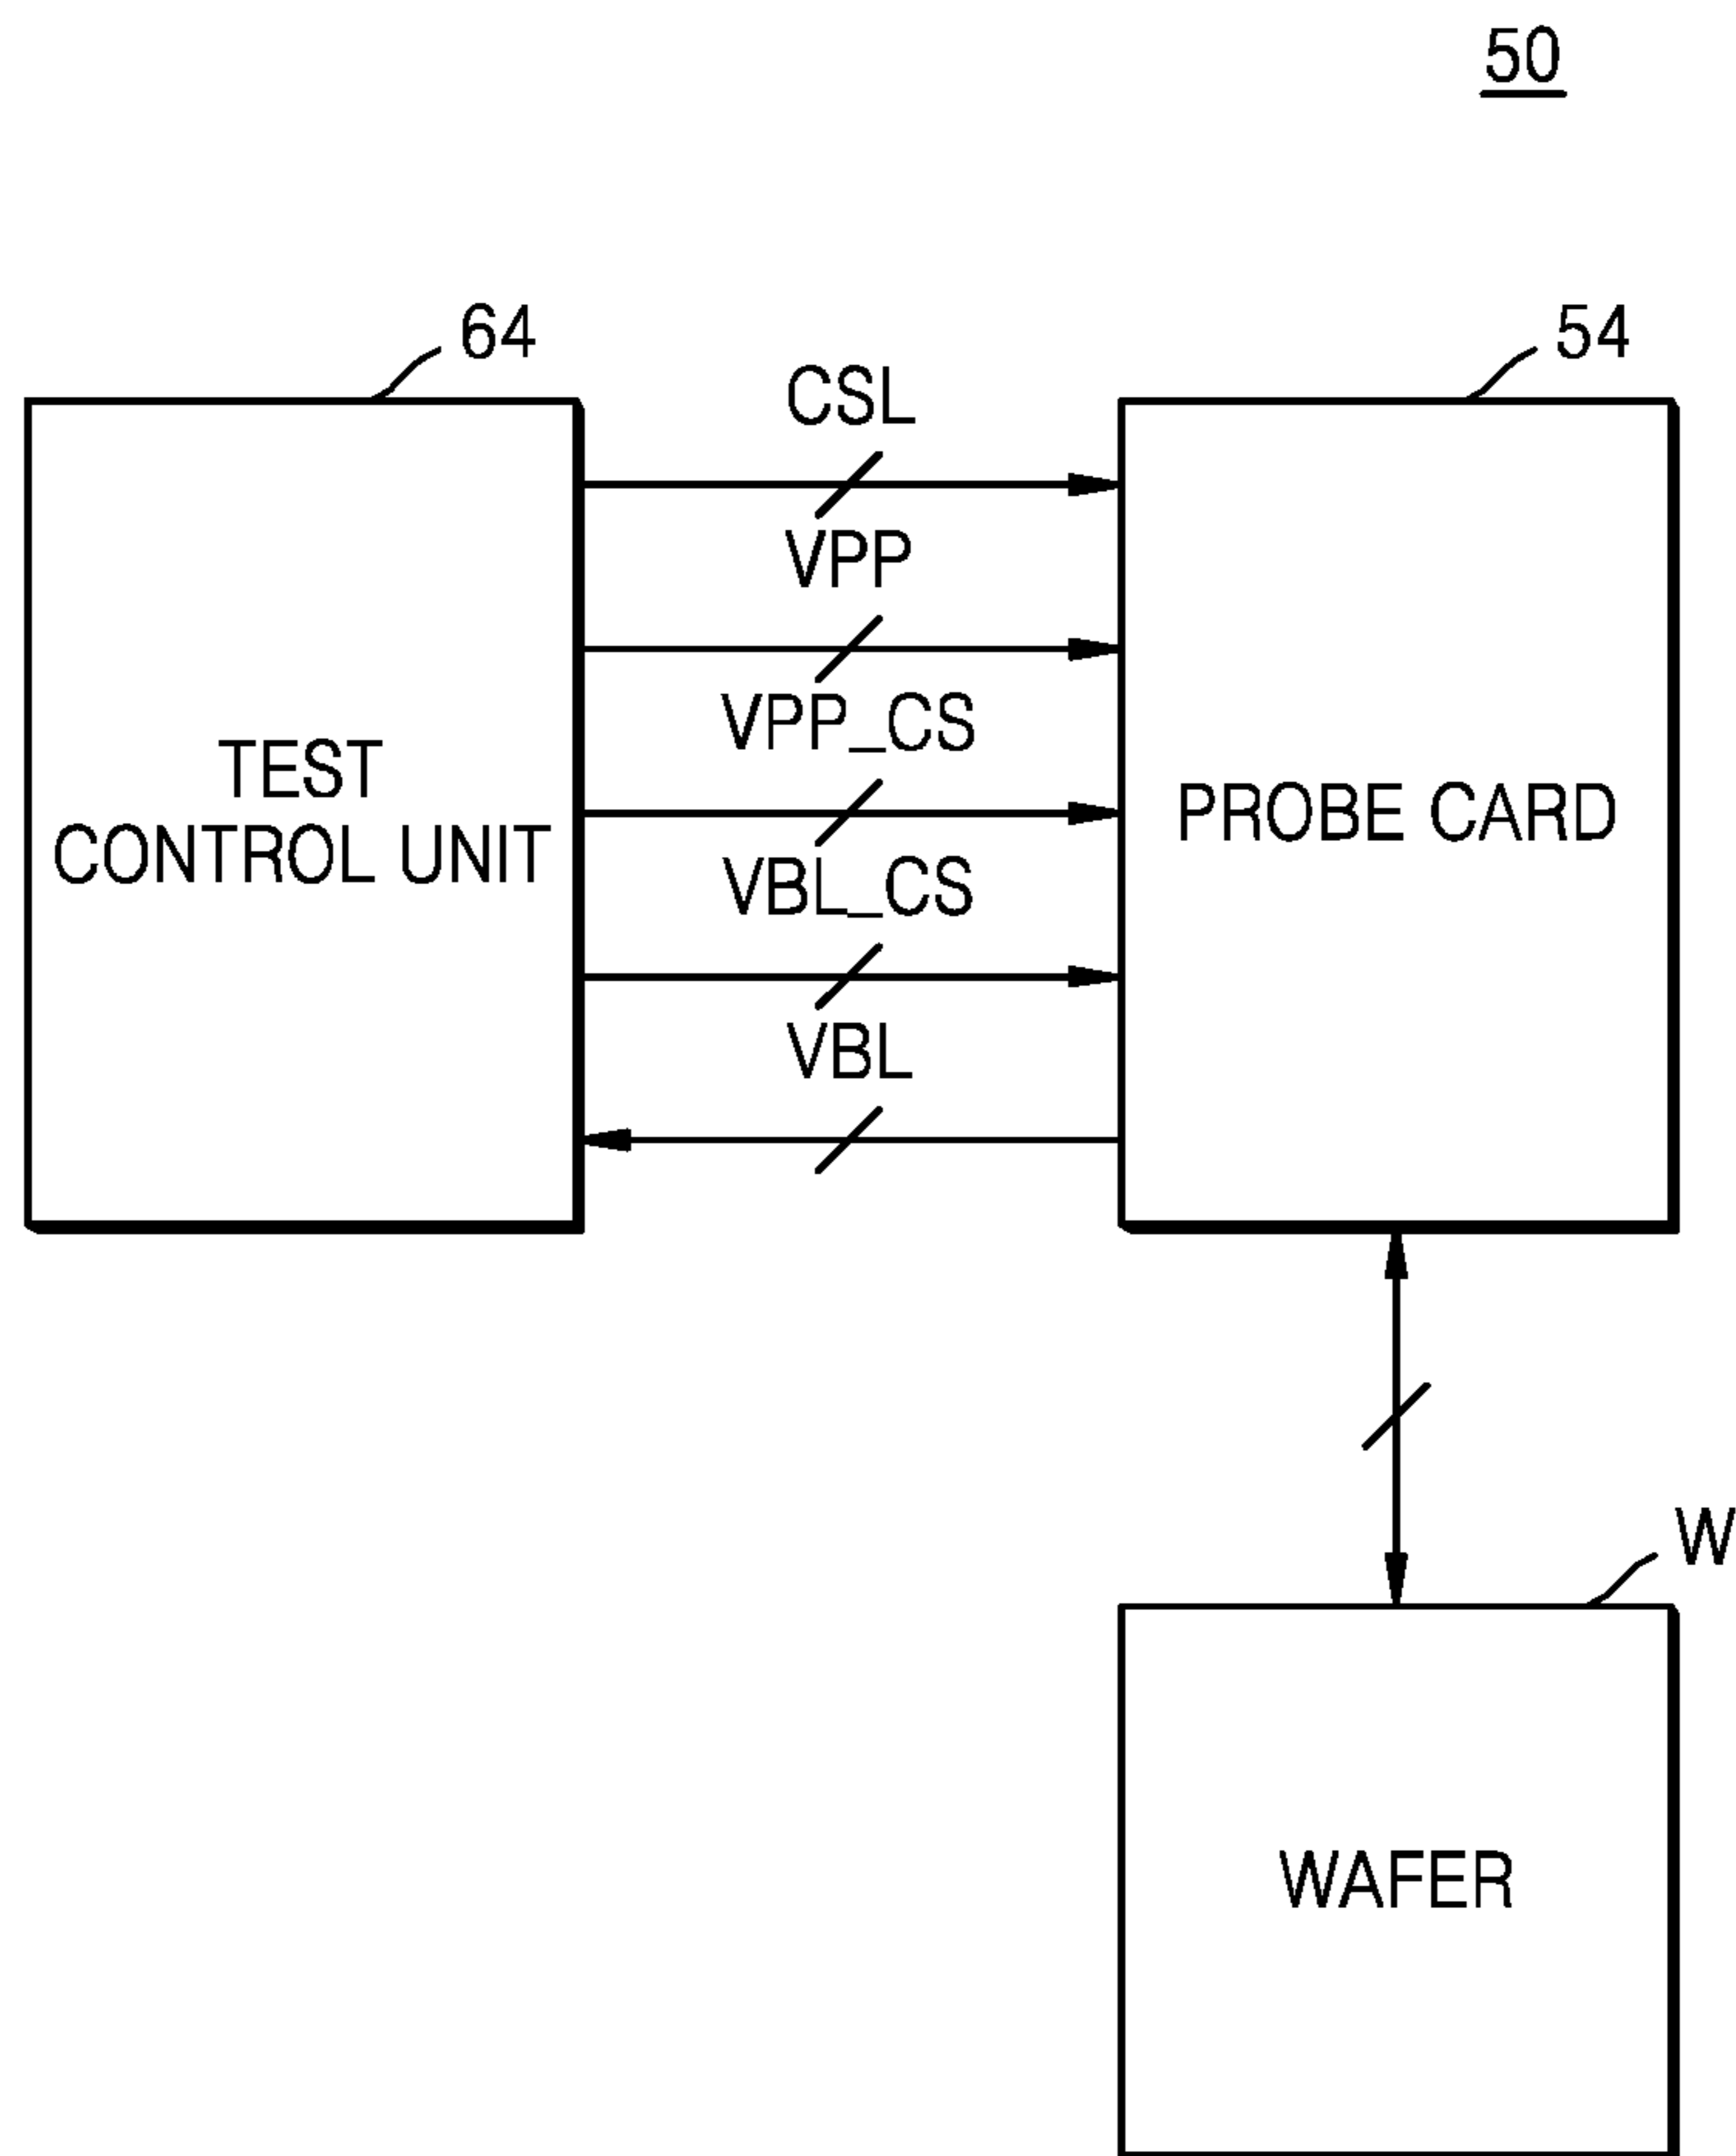 50
64
54
CSL
VPP
VPP_CS
VBL_CS
VBL
TEST
CONTROL UNIT
PROBE CARD
W
WAFER